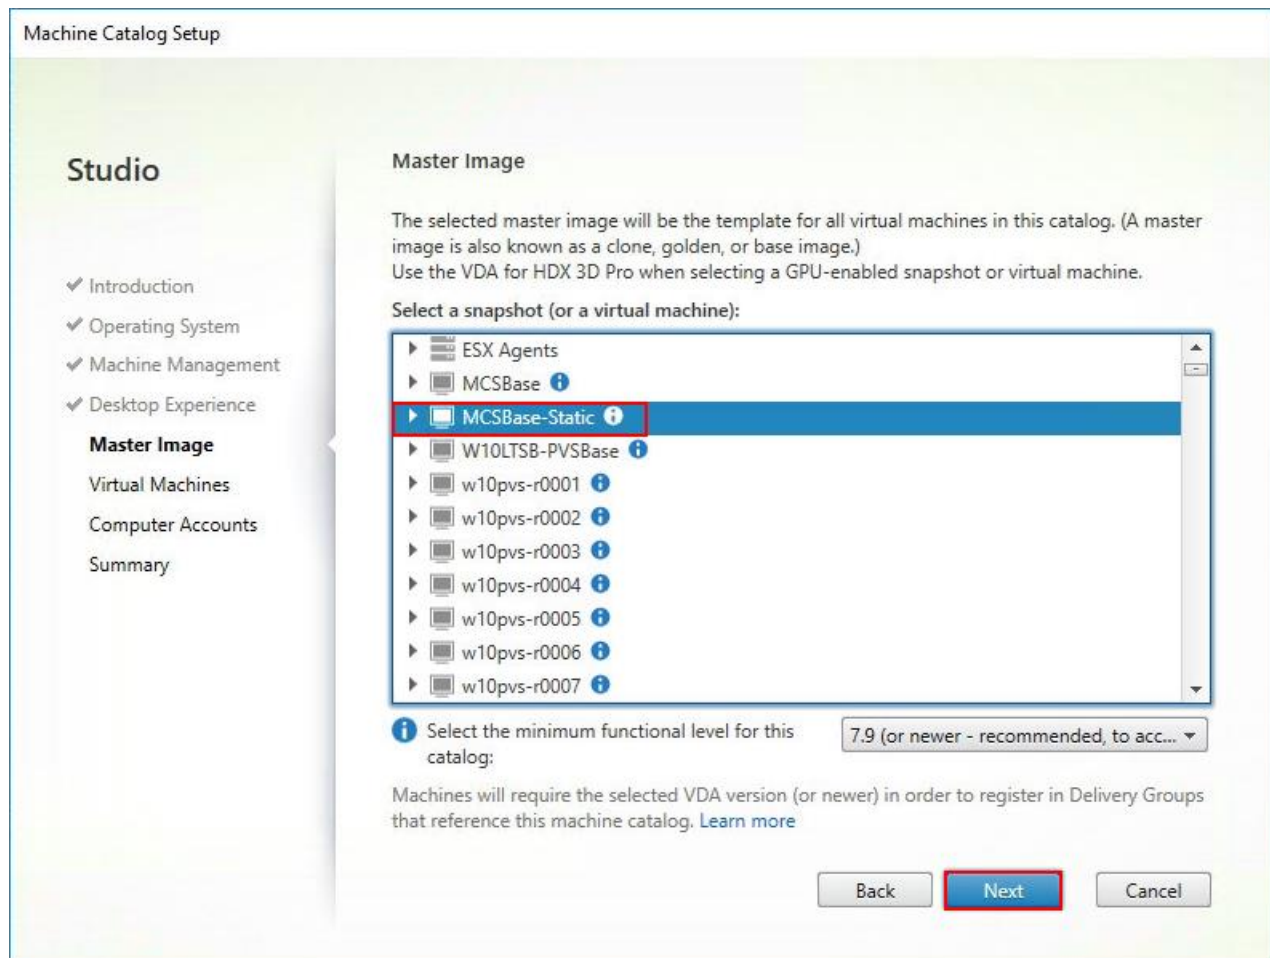 Machine Catalog Setup
Studio
Introduction
Operating System
Machine Management
Desktop Experience
Master Image
Virtual Machines
Computer Accounts
Summary
Master Image
The selected master image will be the template for all virtual machines in this catalog. (A master
image is also known as a clone, golden, or base image.)
Use the VDA for HDX 3D Pro when selecting a GPU-enabled snapshot or virtual machine.
Select a snapshot (or a virtual machine):
ESX Agents
MCSBase
MCSBase-Static
W10LTSB-PVSBase
w10pvs-r0001
w10pvs-r0002
w10pvs-r0003
w10pvs-r0004
w10pvs-r0005
w10pvs-r0006
w10pvs-r0007
Select the minimum functional level for this
catalog:
7.9 (or newer - recommended, to acc...
Machines will require the selected VDA version (or newer) in order to register in Delivery Groups
that reference this machine catalog. Learn more
Back
Next
Cancel